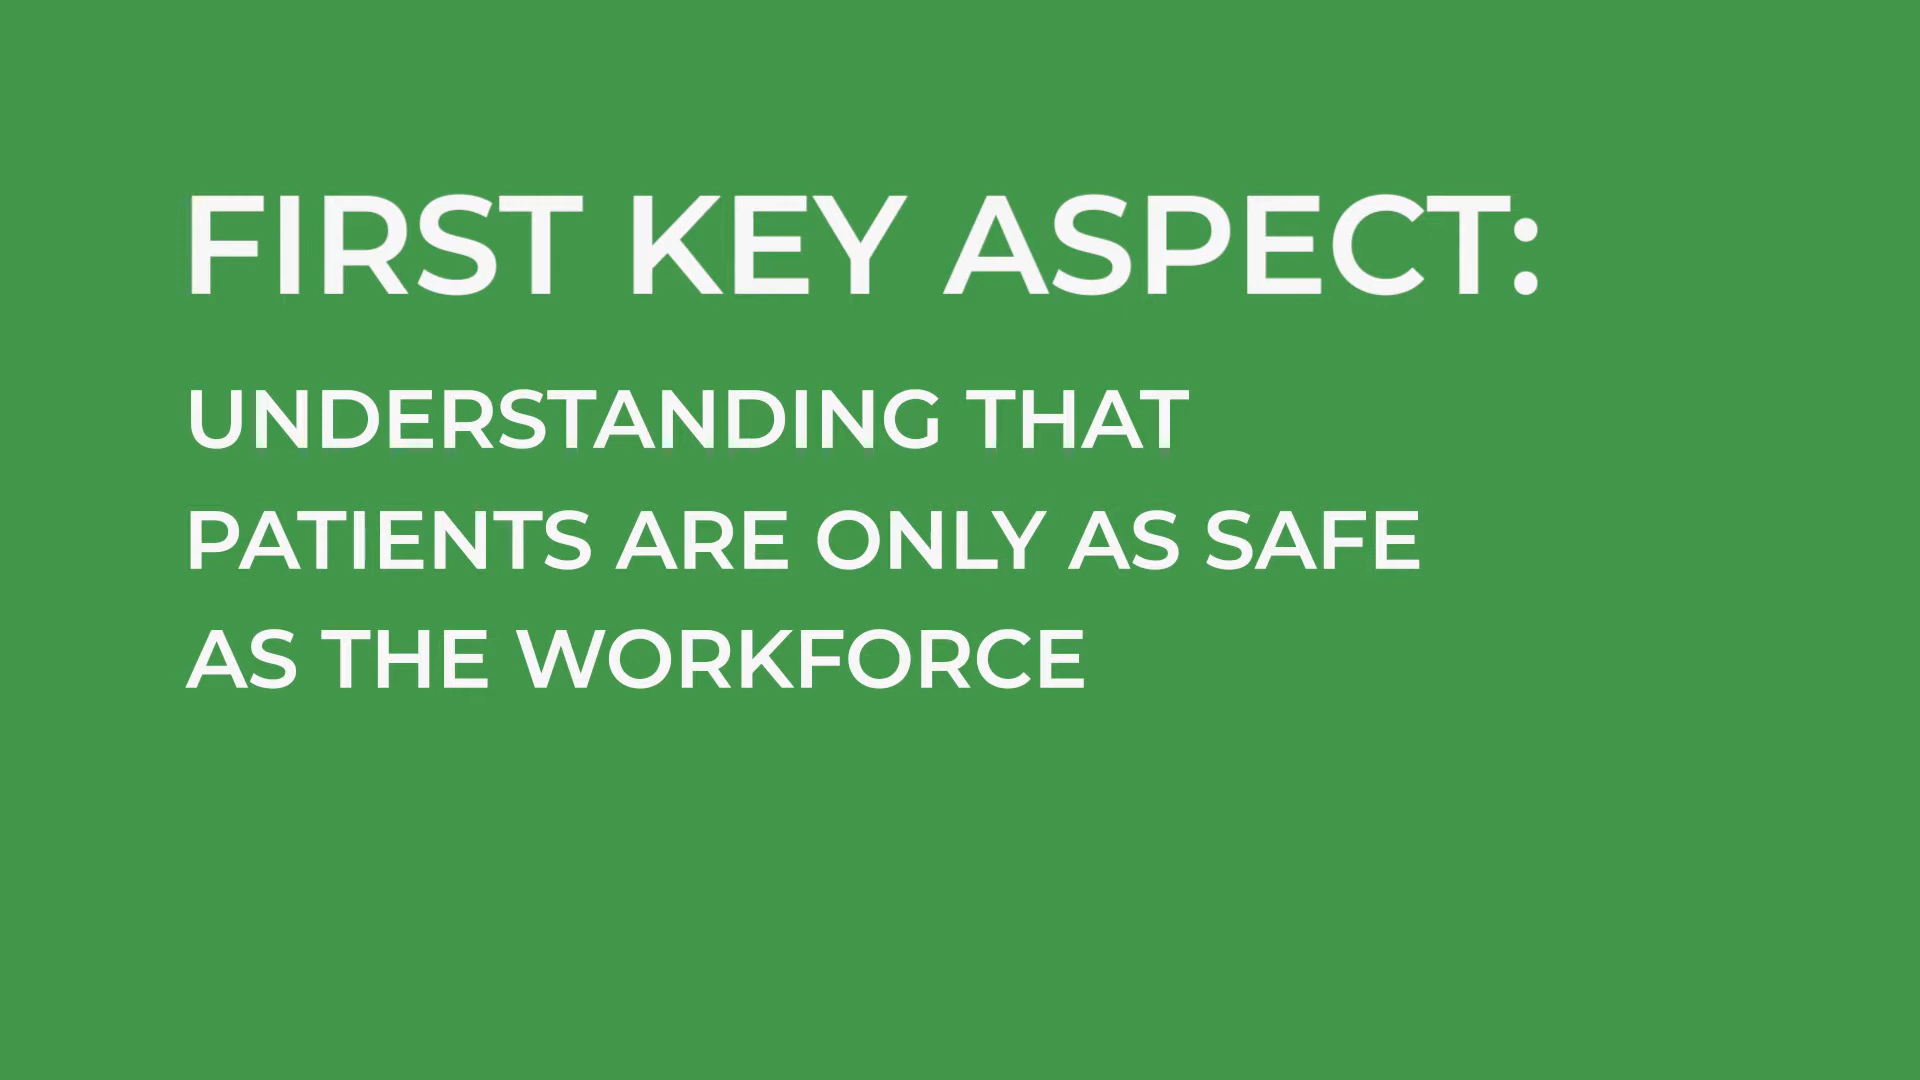 FIRST KEY ASPECT:
UNDERSTANDING THAT
PATIENTS ARE ONLY AS SAFE
AS THE WORKFORCE